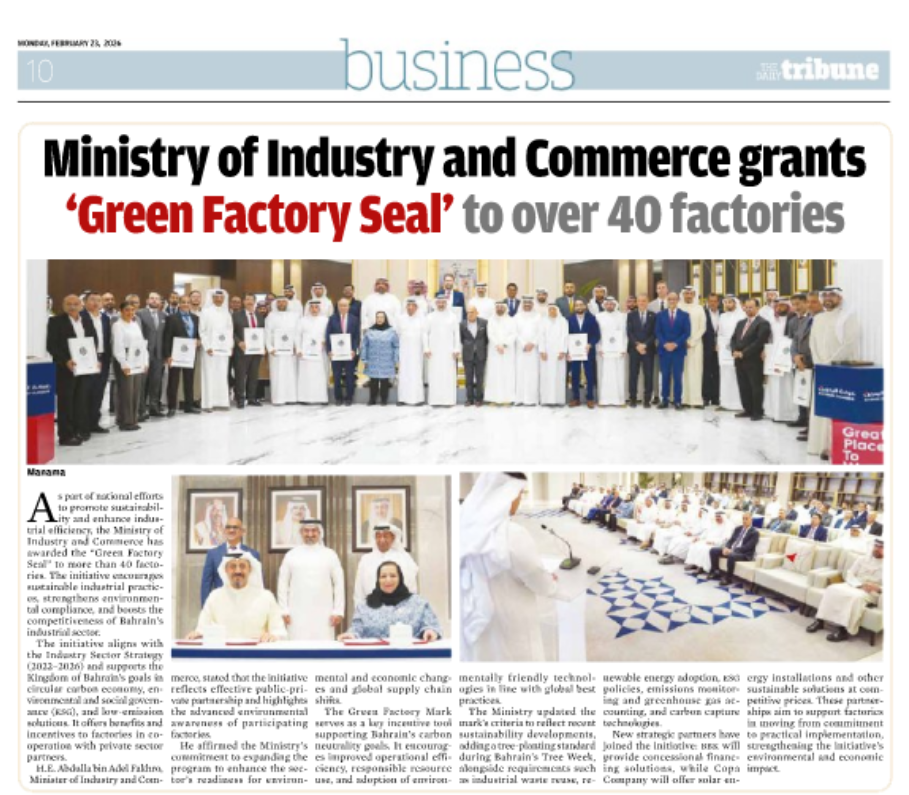 MONDAY, FEBRUARY 23, 2026
10
business
THE DAILY tribune
Ministry of Industry and Commerce grants
‘Green Factory Seal’ to over 40 factories
Great
Place
To
Manama
As part of national efforts
to promote sustainabil-
ity and enhance indus-
trial efficiency, the Ministry of
Industry and Commerce has
awarded the “Green Factory
Seal” to more than 40 facto-
ries. The initiative encourages
sustainable industrial practic-
es, strengthens environmen-
tal compliance, and boosts the
competitiveness of Bahrain’s
industrial sector.
The initiative aligns with
the Industry Sector Strategy
(2022–2026) and supports the
Kingdom of Bahrain’s goals in
circular carbon economy, en-
vironmental and social govern-
ance (ESG), and low-emission
solutions. It offers benefits and
incentives to factories in co-
operation with private sector
partners.
H.E. Abdulla bin Adel Fakhro,
Minister of Industry and Com-
merce, stated that the initiative
reflects effective public-pri-
vate partnership and highlights
the advanced environmental
awareness of participating
factories.
He affirmed the Ministry’s
commitment to expanding the
program to enhance the sec-
tor’s readiness for environ-
mental and economic chang-
es and global supply chain
shifts.
The Green Factory Mark
serves as a key incentive tool
supporting Bahrain’s carbon
neutrality goals. It encourag-
es improved operational effi-
ciency, responsible resource
use, and adoption of environ-
mentally friendly technol-
ogies in line with global best
practices.
The Ministry updated the
mark’s criteria to reflect recent
sustainability developments,
adding a tree-planting standard
during Bahrain’s Tree Week,
alongside requirements such
as industrial waste reuse, re-
newable energy adoption, ESG
policies, emissions monitor-
ing and greenhouse gas ac-
counting, and carbon capture
technologies.
New strategic partners have
joined the initiative: will
provide concessional financ-
ing solutions, while Copa
Company will offer solar en-
ergy installations and other
sustainable solutions at com-
petitive prices. These partner-
ships aim to support factories
in moving from commitment
to practical implementation,
strengthening the initiative’s
environmental and economic
impact.